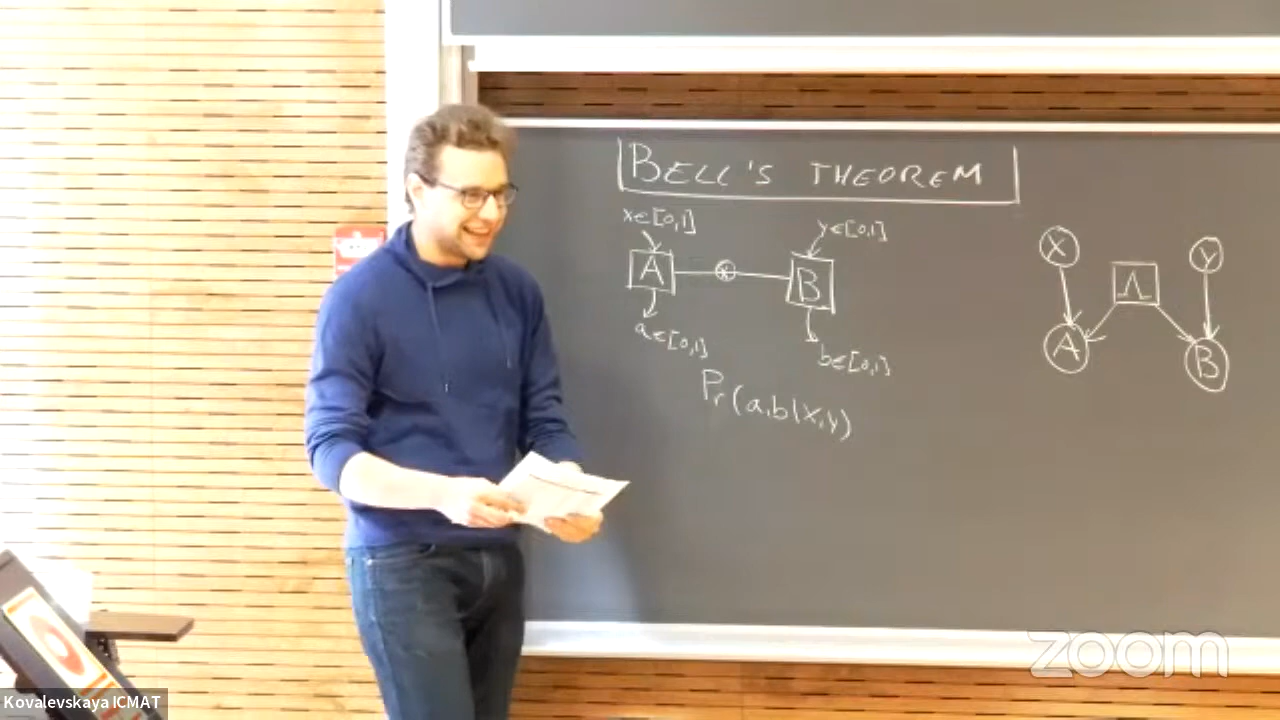 BELL'S THEOREM
x∈[0,1]
y∈[0,1]
A
*
B
a∈[0,1]
b∈[0,1]
Pr(a,b|x,y)
X
Λ
Y
A
B
zoom
Kovalevskaya ICMAT